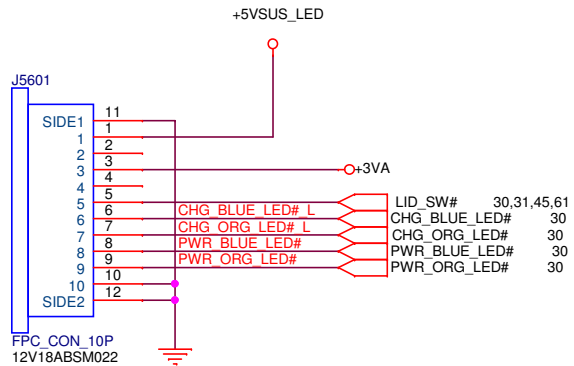 +5VSUS_LED
J5601
SIDE1 11
1 1
2 2
3 3 +3VA
4 4
5 5 LID_SW# 30,31,45,61
6 6 CHG_BLUE_LED#_L CHG_BLUE_LED# 30
7 7 CHG_ORG_LED#_L CHG_ORG_LED# 30
8 8 PWR_BLUE_LED# PWR_BLUE_LED# 30
9 9 PWR_ORG_LED# PWR_ORG_LED# 30
10 10
SIDE2 12
FPC_CON_10P
12V18ABSM022